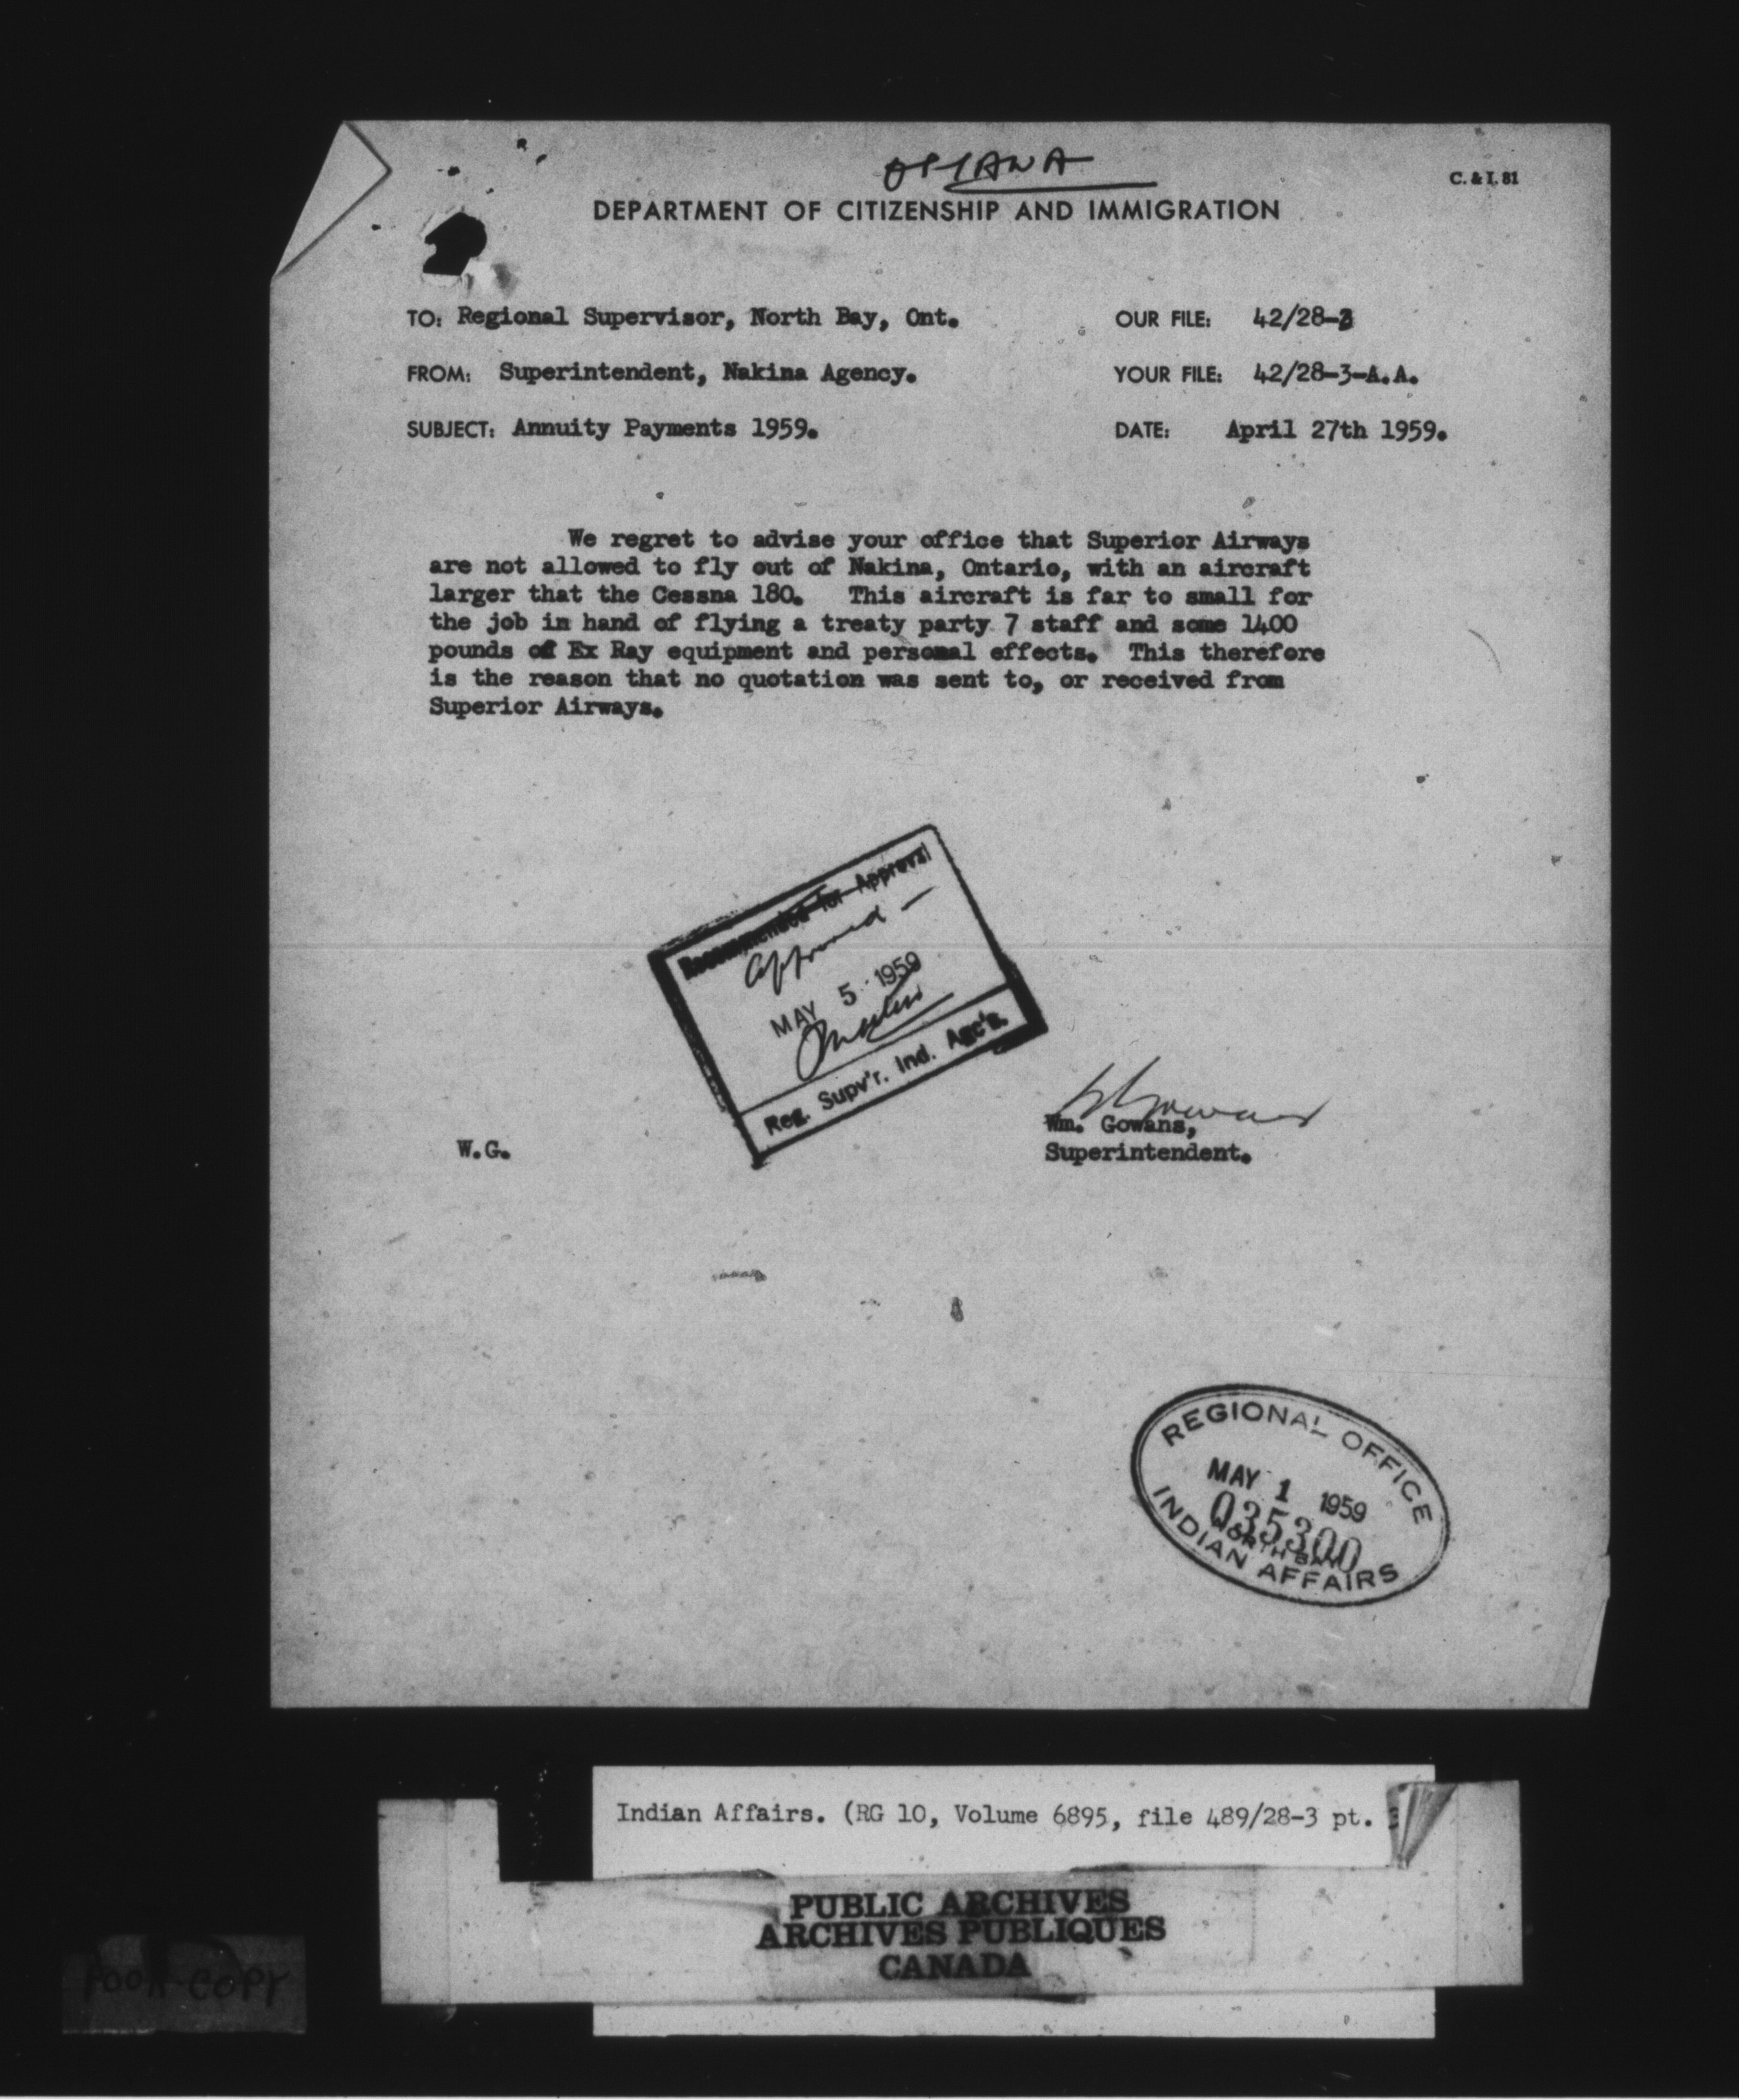 C. & I. 81
DEPARTMENT OF CITIZENSHIP AND IMMIGRATION
TO: Regional Supervisor, North Bay, Ont.
OUR FILE: 42/28-3
FROM: Superintendent, Nakina Agency.
YOUR FILE: 42/28-3-A.A.
SUBJECT: Annuity Payments 1959.
DATE: April 27th 1959.
We regret to advise your office that Superior Airways
are not allowed to fly out of Nakina, Ontario, with an aircraft
larger that the Cessna 180. This aircraft is far to small for
the job in hand of flying a treaty party 7 staff and some 1400
pounds of Ex Ray equipment and personal effects. This therefore
is the reason that no quotation was sent to, or received from
Superior Airways.
Recommended for Approval
Approved —
MAY 5 1959
Reg. Supv'r. Ind. Agc's.
Wm. Gowans,
W.G.
Superintendent.
REGIONAL OFFICE
MAY 1 1959
035300
NORTH BAY
INDIAN AFFAIRS
Indian Affairs. (RG 10, Volume 6895, file 489/28-3 pt.
PUBLIC ARCHIVES
ARCHIVES PUBLIQUES
CANADA
POOR COPY